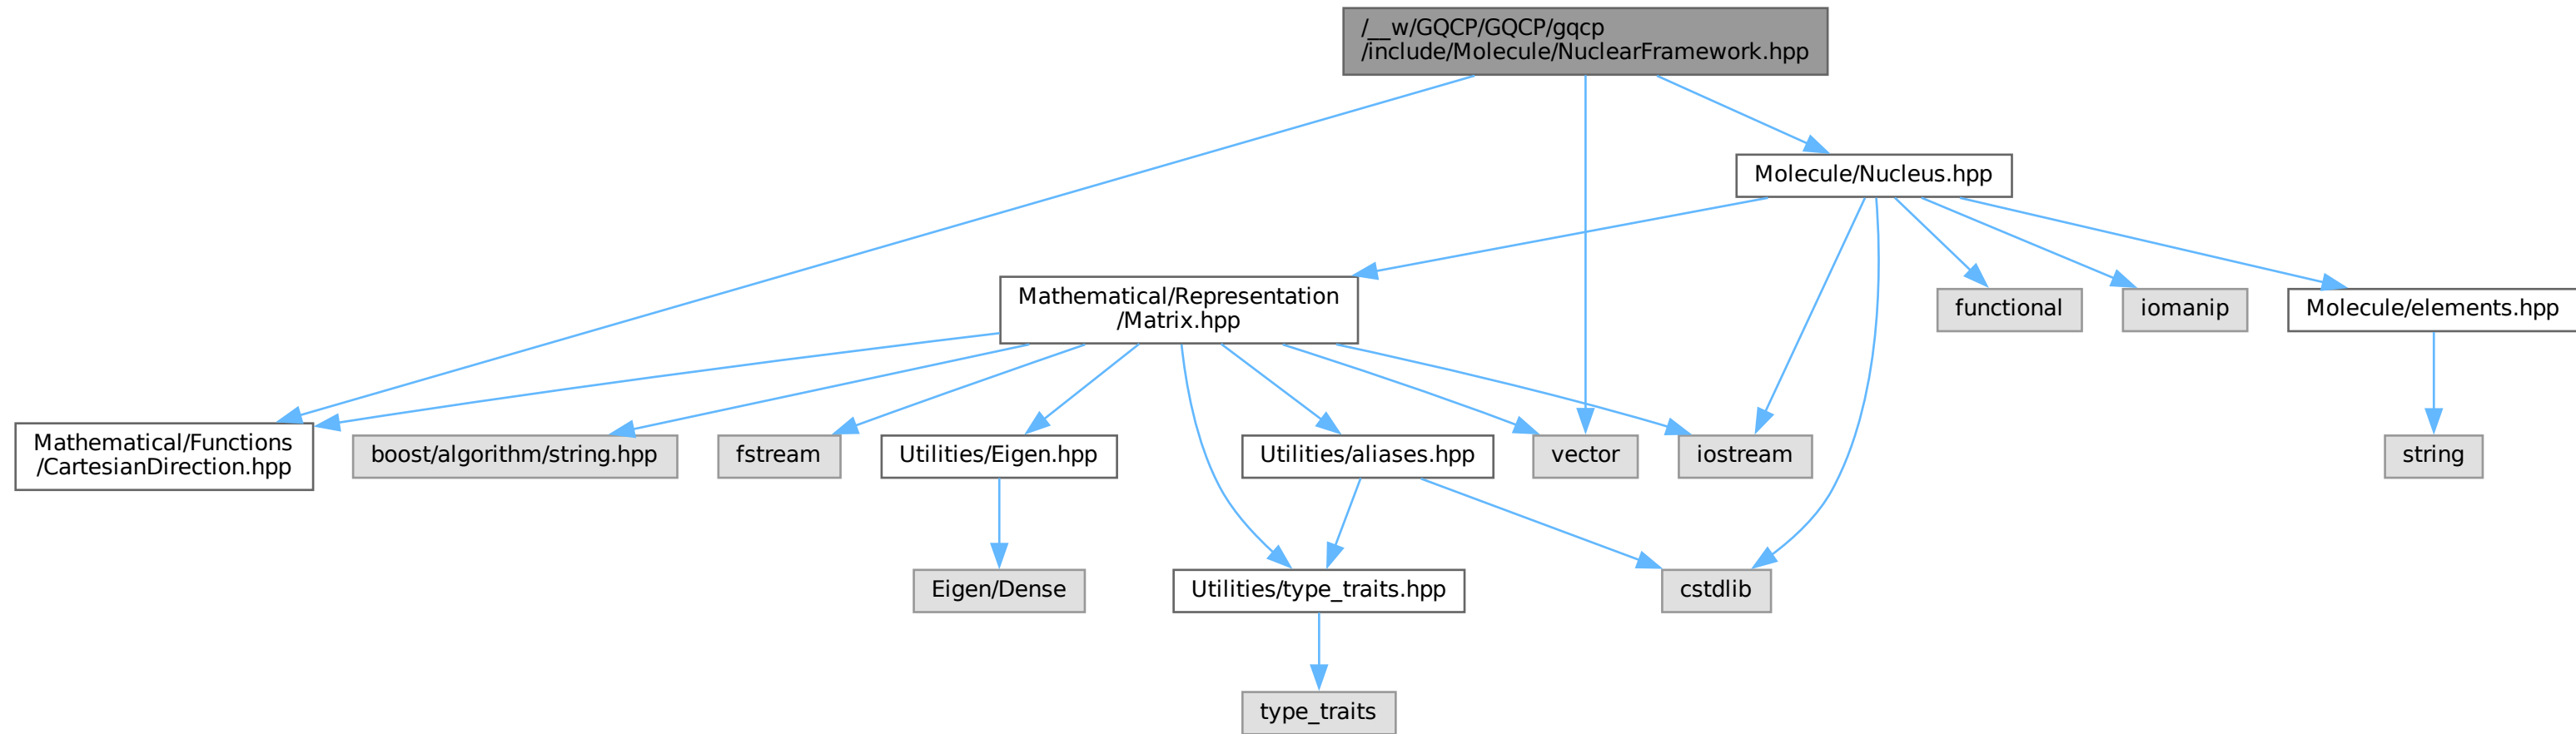 /__w/GQCP/GQCP/gqcp
/include/Molecule/NuclearFramework.hpp
Molecule/Nucleus.hpp
Mathematical/Representation
/Matrix.hpp
functional
iomanip
Molecule/elements.hpp
Mathematical/Functions
/CartesianDirection.hpp
boost/algorithm/string.hpp
fstream
Utilities/Eigen.hpp
Utilities/aliases.hpp
vector
iostream
string
Eigen/Dense
Utilities/type_traits.hpp
cstdlib
type_traits